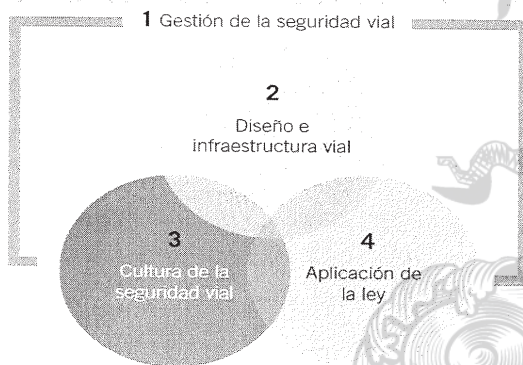 1 Gestión de la seguridad vial
2
Diseño e
infraestructura vial
3
Cultura de la
seguridad vial
4
Aplicación de
la ley